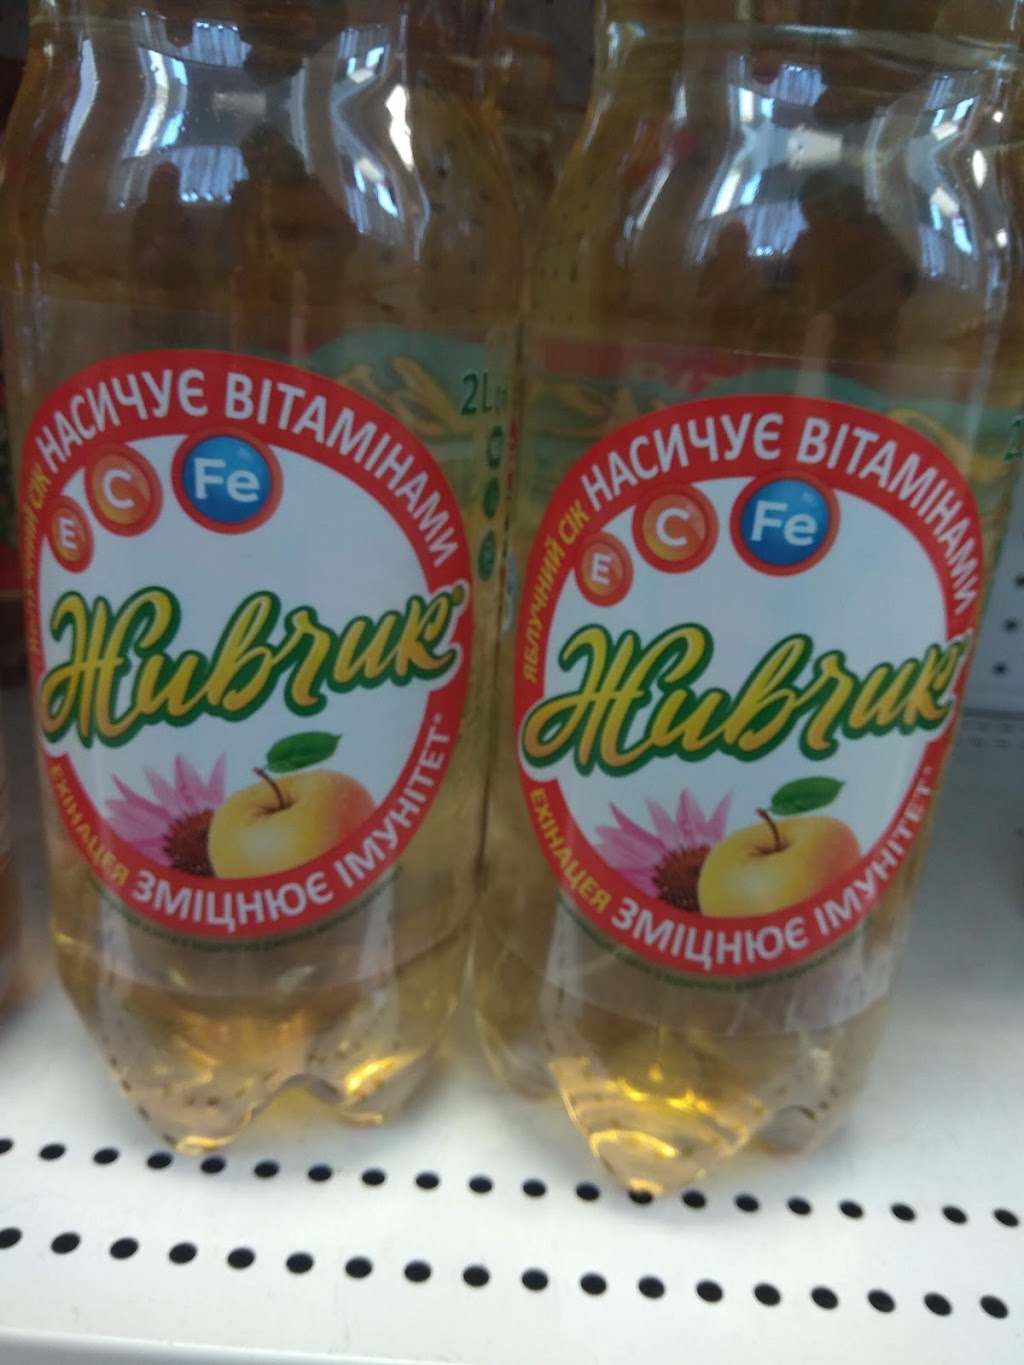 2L
ЯБЛУЧНИЙ СІК НАСИЧУЄ ВІТАМІНАМИ
E C Fe
Живчик
ЕХІНАЦЕЯ ЗМІЦНЮЄ ІМУНІТЕТ*
ЯБЛУЧНИЙ СІК НАСИЧУЄ ВІТАМІНАМИ
E C Fe
Живчик
ЕХІНАЦЕЯ ЗМІЦНЮЄ ІМУНІТЕТ*